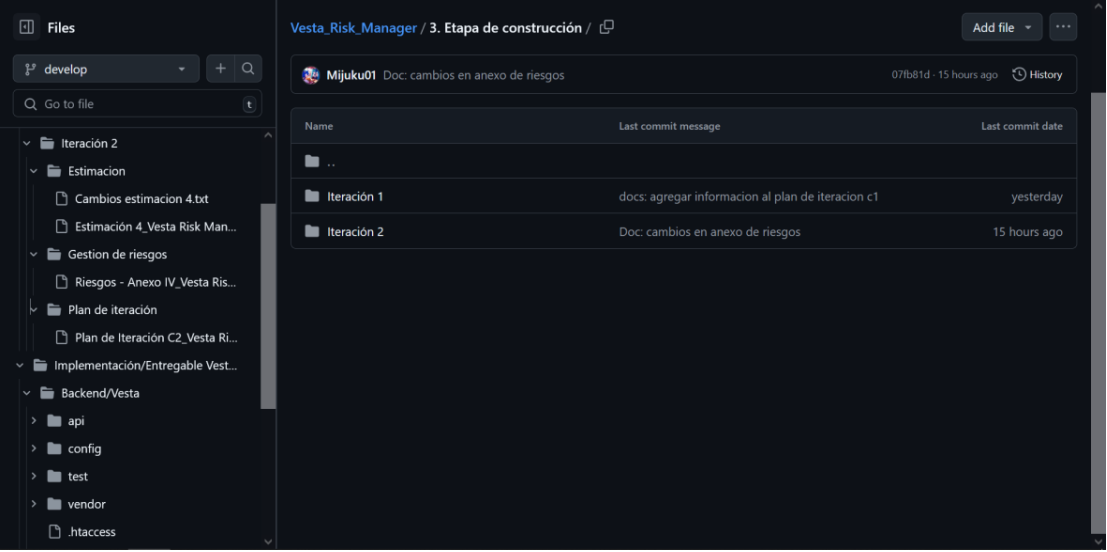 Files
develop
Go to file
t
Iteración 2
Estimacion
Cambios estimacion 4.txt
Estimación 4_Vesta Risk Man...
Gestion de riesgos
Riesgos - Anexo IV_Vesta Ris...
Plan de iteración
Plan de Iteración C2_Vesta Ri...
Implementación/Entregable Vest...
Backend/Vesta
api
config
test
vendor
.htaccess
Vesta_Risk_Manager / 3. Etapa de construcción /
Add file
Mijuku01 Doc: cambios en anexo de riesgos 07fb81d · 15 hours ago History
Name Last commit message Last commit date
..
Iteración 1 docs: agregar informacion al plan de iteracion c1 yesterday
Iteración 2 Doc: cambios en anexo de riesgos 15 hours ago